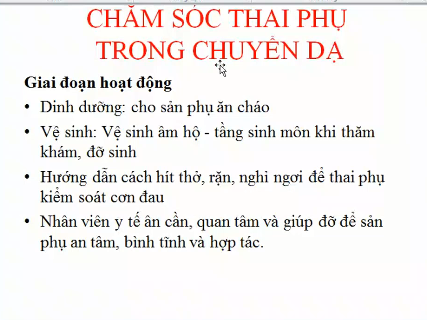 CHĂM SÓC THAI PHỤ
TRONG CHUYỂN DẠ
Giai đoạn hoạt động
• Dinh dưỡng: cho sản phụ ăn cháo
• Vệ sinh: Vệ sinh âm hộ - tầng sinh môn khi thăm
khám, đỡ sinh
• Hướng dẫn cách hít thở, rặn, nghỉ ngơi để thai phụ
kiểm soát cơn đau
• Nhân viên y tế ân cần, quan tâm và giúp đỡ để sản
phụ an tâm, bình tĩnh và hợp tác.